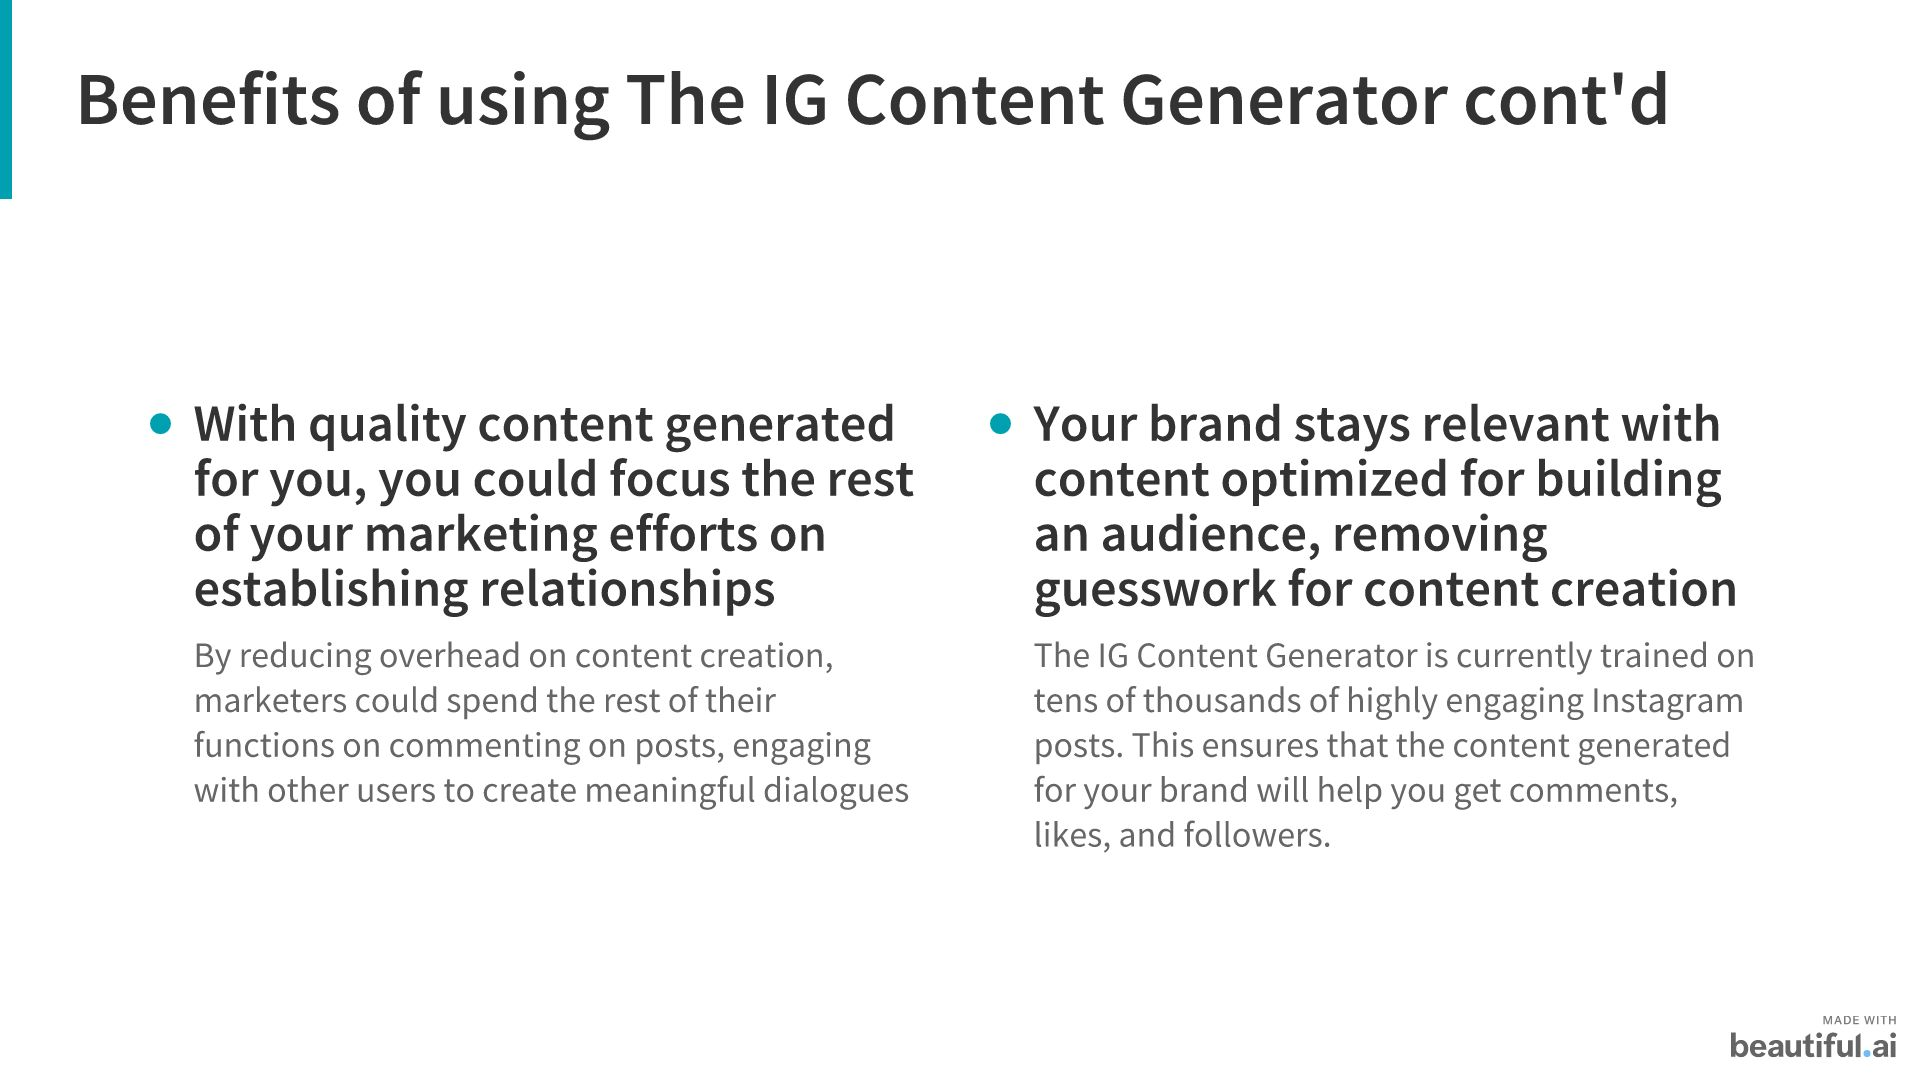 Benefits of using The IG Content Generator cont'd
With quality content generated
for you, you could focus the rest
of your marketing efforts on
establishing relationships
By reducing overhead on content creation,
marketers could spend the rest of their
functions on commenting on posts, engaging
with other users to create meaningful dialogues
Your brand stays relevant with
content optimized for building
an audience, removing
guesswork for content creation
The IG Content Generator is currently trained on
tens of thousands of highly engaging Instagram
posts. This ensures that the content generated
for your brand will help you get comments,
likes, and followers.
MADE WITH
beautiful.ai